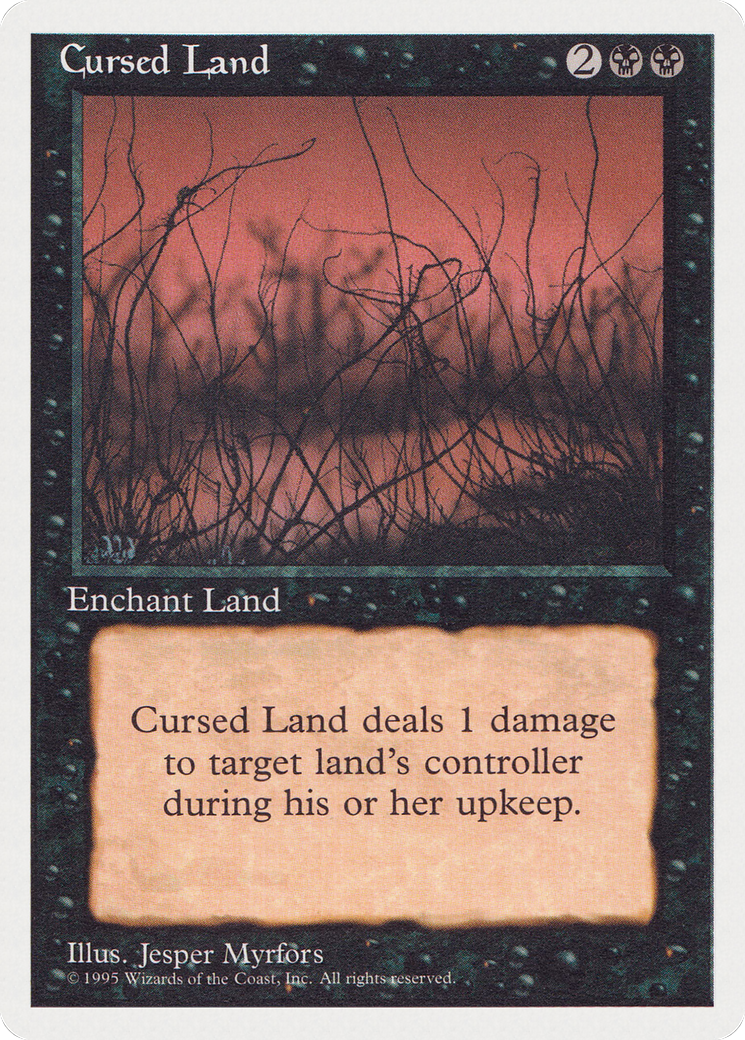 Cursed Land 2
Enchant Land
Cursed Land deals 1 damage
to target land's controller
during his or her upkeep.
Illus. Jesper Myrfors
© 1995 Wizards of the Coast, Inc. All rights reserved.